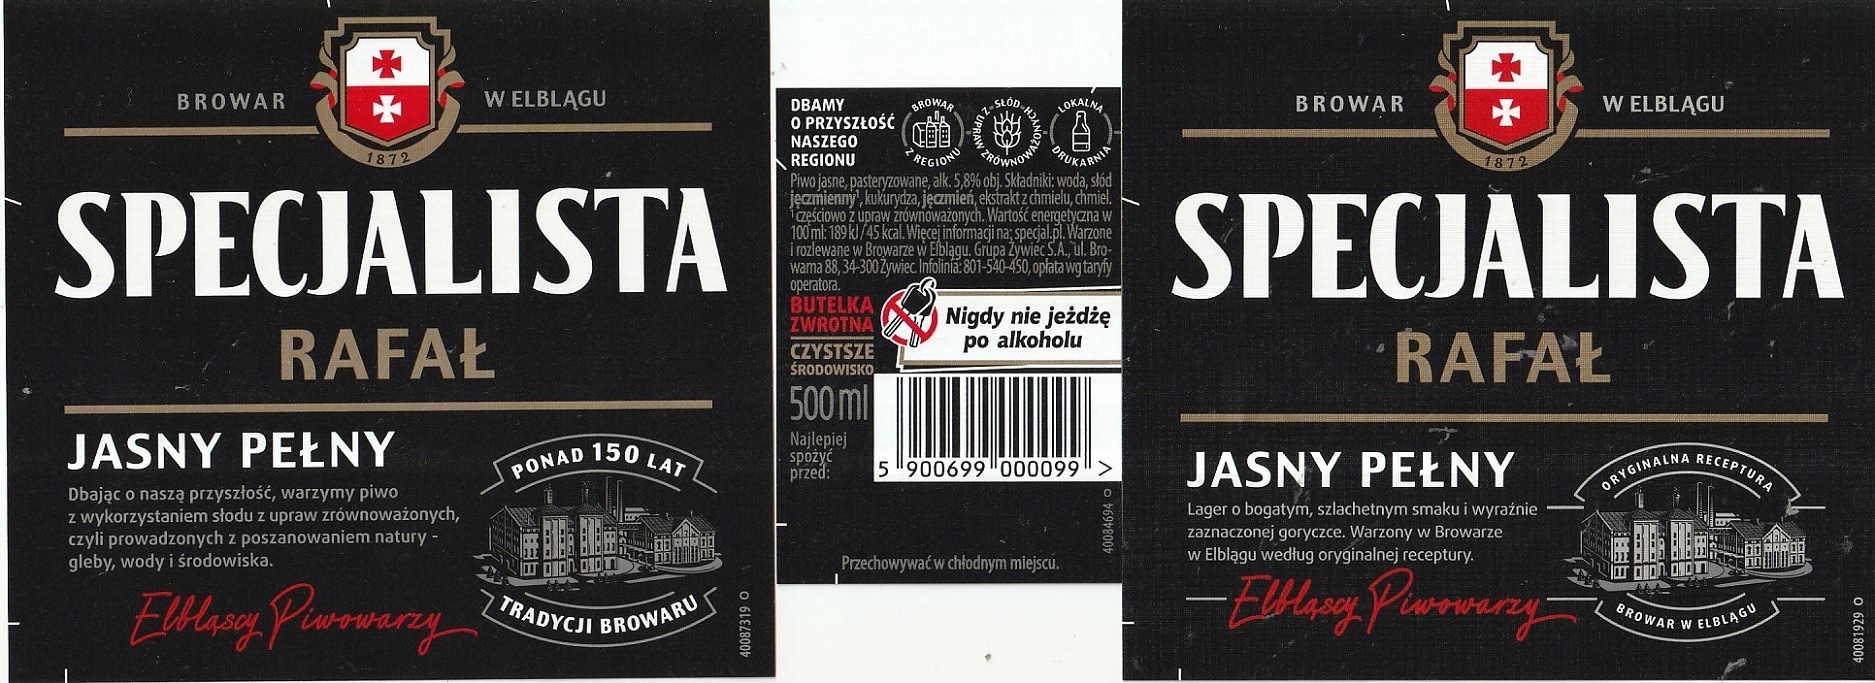 BROWAR
W ELBLĄGU
1872
SPECJALISTA
RAFAŁ
JASNY PEŁNY
Dbając o naszą przyszłość, warzymy piwo
z wykorzystaniem słodu z upraw zrównoważonych,
czyli prowadzonych z poszanowaniem natury -
gleby, wody i środowiska.
Elbląscy Piwowarzy
PONAD 150 LAT
TRADYCJI BROWARU
40087319 O
DBAMY
O PRZYSZŁOŚĆ
NASZEGO
REGIONU
BROWAR
Z REGIONU
SŁÓD
Z UPRAW ZRÓWNOWAŻONYCH
LOKALNA
DRUKARNIA
Piwo jasne, pasteryzowane, alk. 5,8% obj. Składniki: woda, słód
jęczmienny¹, kukurydza, jęczmień, ekstrakt z chmielu, chmiel.
¹częściowo z upraw zrównoważonych. Wartość energetyczna w
100 ml: 189 kJ / 45 kcal. Więcej informacji na: specjal.pl. Warzone
i rozlewane w Browarze w Elblągu. Grupa Żywiec S.A., ul. Bro-
warna 88, 34-300 Żywiec. Infolinia: 801-540-450, opłata wg taryfy
operatora.
BUTELKA
ZWROTNA
CZYSTSZE
ŚRODOWISKO
Nigdy nie jeżdżę
po alkoholu
500 ml
Najlepiej
spożyć
przed:
5 900699 000099 >
40084694 O
Przechowywać w chłodnym miejscu.
BROWAR
W ELBLĄGU
1872
SPECJALISTA
RAFAŁ
JASNY PEŁNY
Lager o bogatym, szlachetnym smaku i wyraźnie
zaznaczonej goryczce. Warzony w Browarze
w Elblągu według oryginalnej receptury.
Elbląscy Piwowarzy
ORYGINALNA RECEPTURA
BROWAR W ELBLĄGU
40081929 O